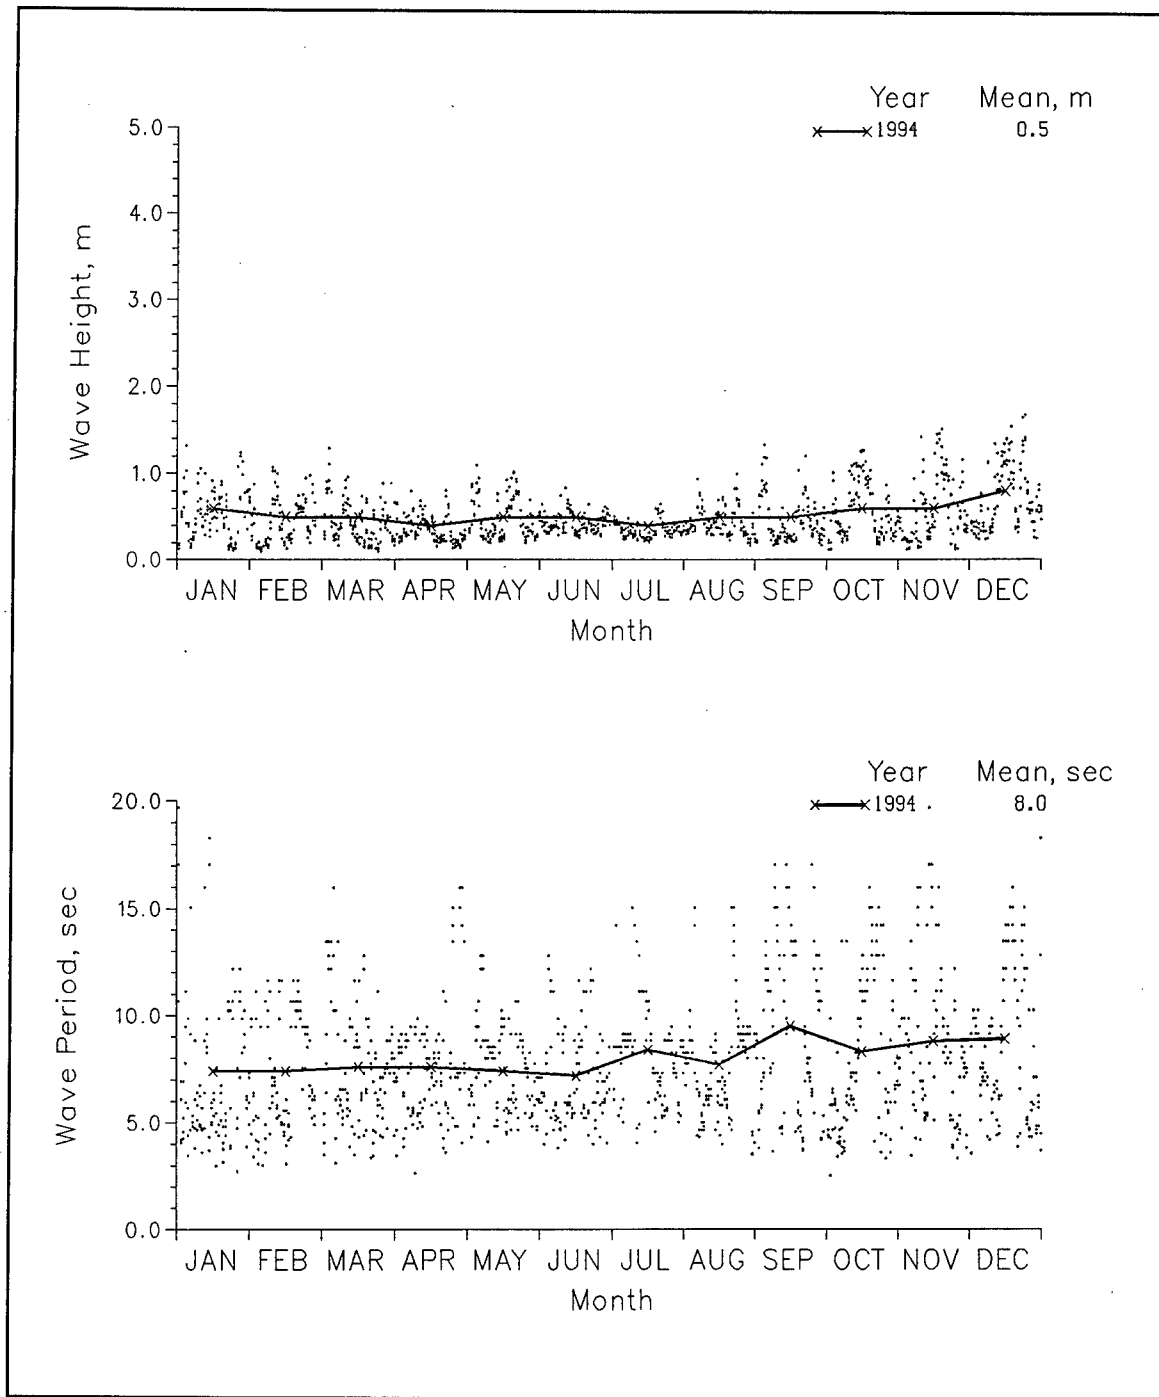 Year Mean, m
1994 0.5
5.0
4.0
3.0
2.0
1.0
0.0
Wave Height, m
JAN FEB MAR APR MAY JUN JUL AUG SEP OCT NOV DEC
Month
Year Mean, sec
1994 8.0
20.0
15.0
10.0
5.0
0.0
Wave Period, sec
JAN FEB MAR APR MAY JUN JUL AUG SEP OCT NOV DEC
Month